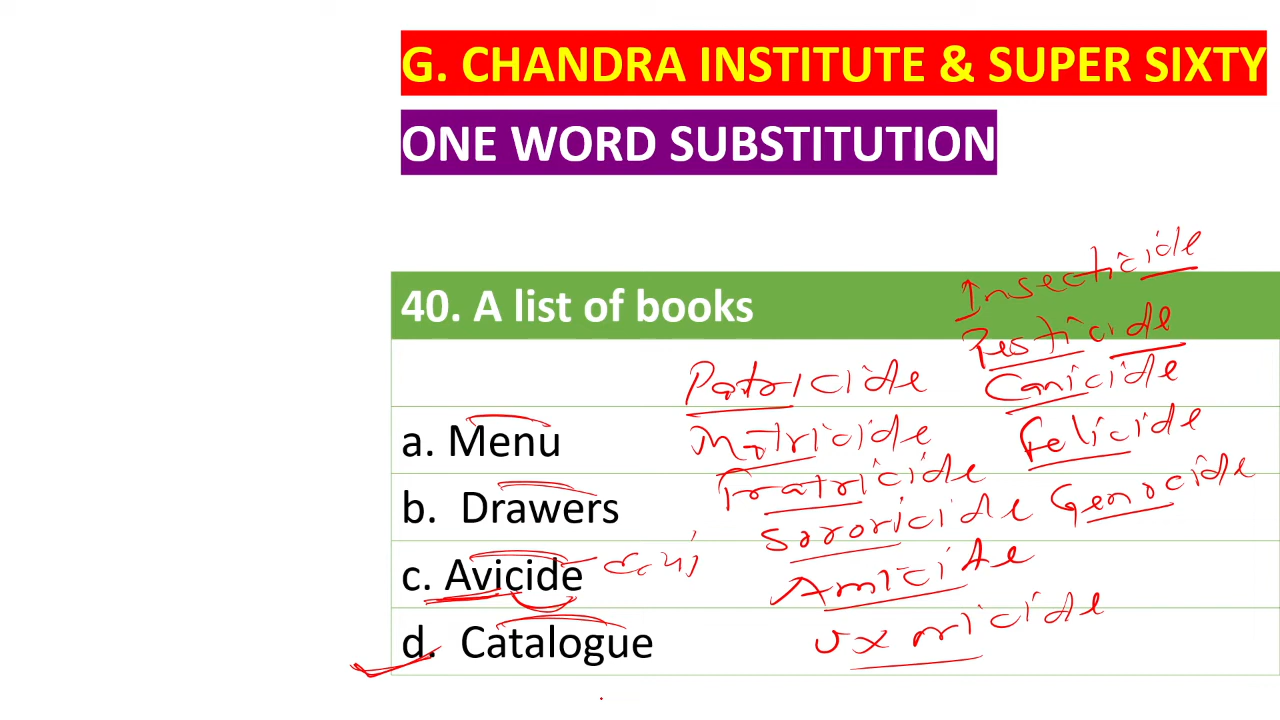 G. CHANDRA INSTITUTE & SUPER SIXTY
ONE WORD SUBSTITUTION
40. A list of books
Insecticide
Pesticide
Patricide
Canicide
a. Menu
Matricide
Felicide
Fratricide
b. Drawers
Sororicide
Genocide
c. Avicide
Amicide
d. Catalogue
uxoricide